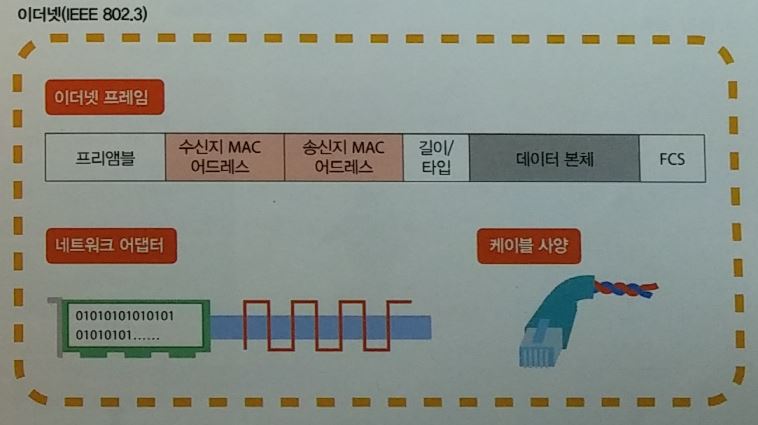 이더넷(IEEE 802.3)
이더넷 프레임
프리앰블
수신지 MAC
어드레스
송신지 MAC
어드레스
길이/
타입
데이터 본체
FCS
네트워크 어댑터
케이블 사양
01010101010101
01010101......